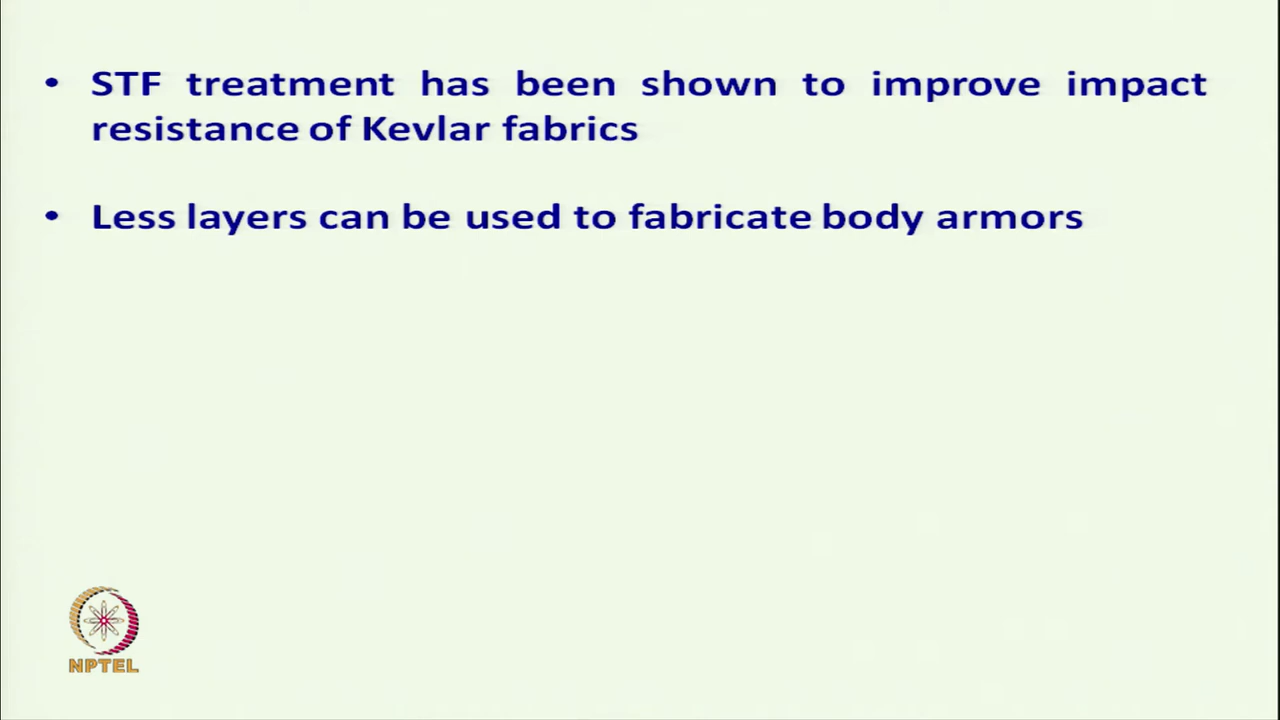 • STF treatment has been shown to improve impact
resistance of Kevlar fabrics
• Less layers can be used to fabricate body armors
NPTEL